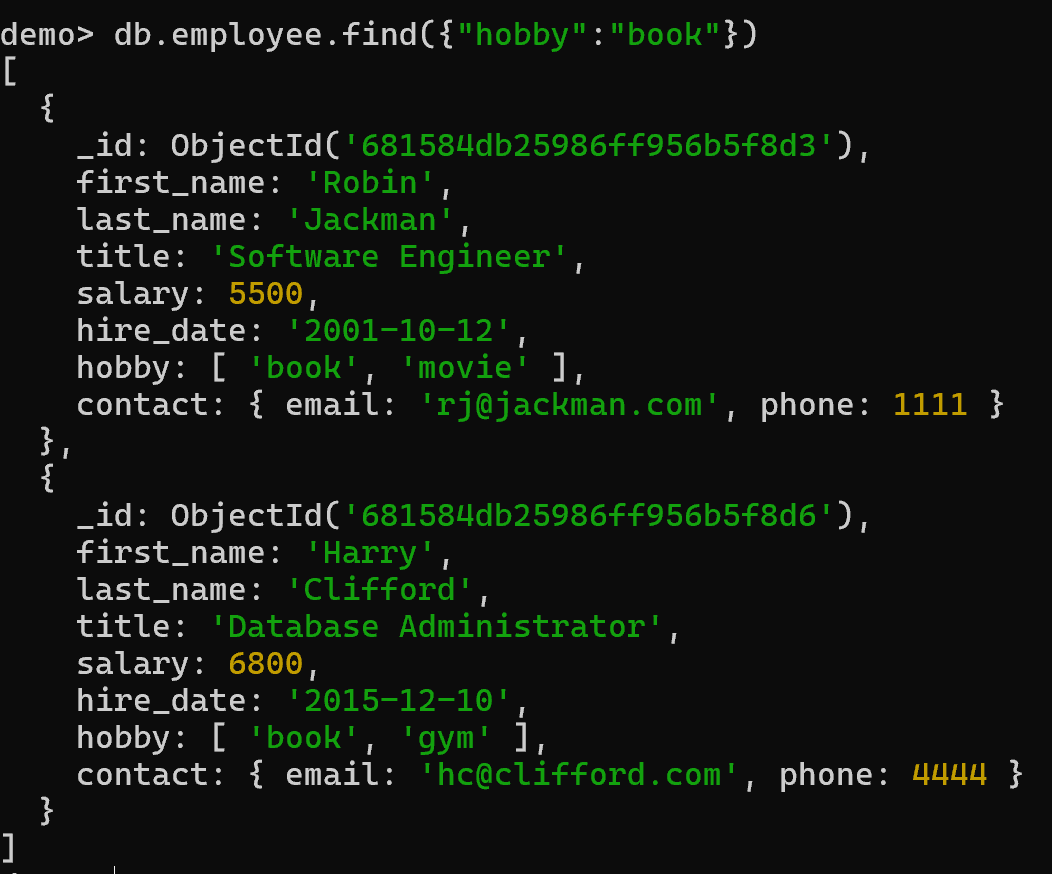 demo> db.employee.find({"hobby":"book"})
[
  {
    _id: ObjectId('681584db25986ff956b5f8d3'),
    first_name: 'Robin',
    last_name: 'Jackman',
    title: 'Software Engineer',
    salary: 5500,
    hire_date: '2001-10-12',
    hobby: [ 'book', 'movie' ],
    contact: { email: 'rj@jackman.com', phone: 1111 }
  },
  {
    _id: ObjectId('681584db25986ff956b5f8d6'),
    first_name: 'Harry',
    last_name: 'Clifford',
    title: 'Database Administrator',
    salary: 6800,
    hire_date: '2015-12-10',
    hobby: [ 'book', 'gym' ],
    contact: { email: 'hc@clifford.com', phone: 4444 }
  }
]